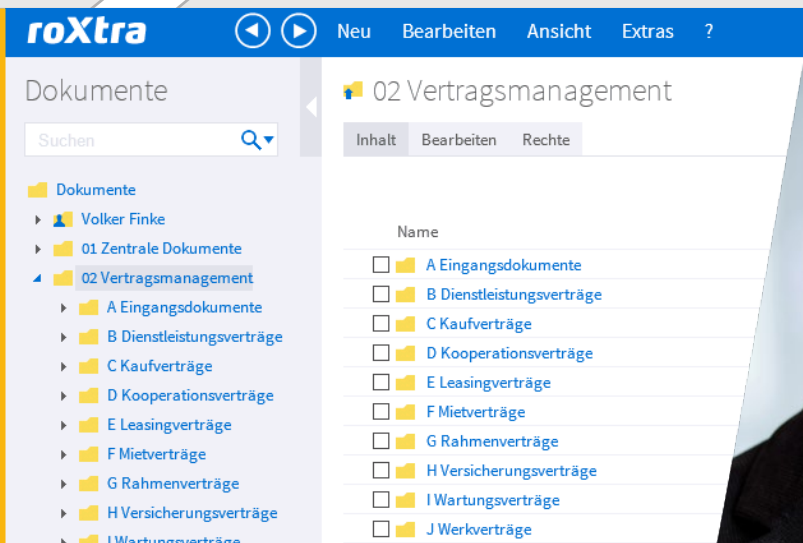 roXtra Neu Bearbeiten Ansicht Extras ?
Dokumente
Suchen
Dokumente
Volker Finke
01 Zentrale Dokumente
02 Vertragsmanagement
A Eingangsdokumente
B Dienstleistungsverträge
C Kaufverträge
D Kooperationsverträge
E Leasingverträge
F Mietverträge
G Rahmenverträge
H Versicherungsverträge
I Wartungsverträge
02 Vertragsmanagement
Inhalt Bearbeiten Rechte
Name
A Eingangsdokumente
B Dienstleistungsverträge
C Kaufverträge
D Kooperationsverträge
E Leasingverträge
F Mietverträge
G Rahmenverträge
H Versicherungsverträge
I Wartungsverträge
J Werkverträge